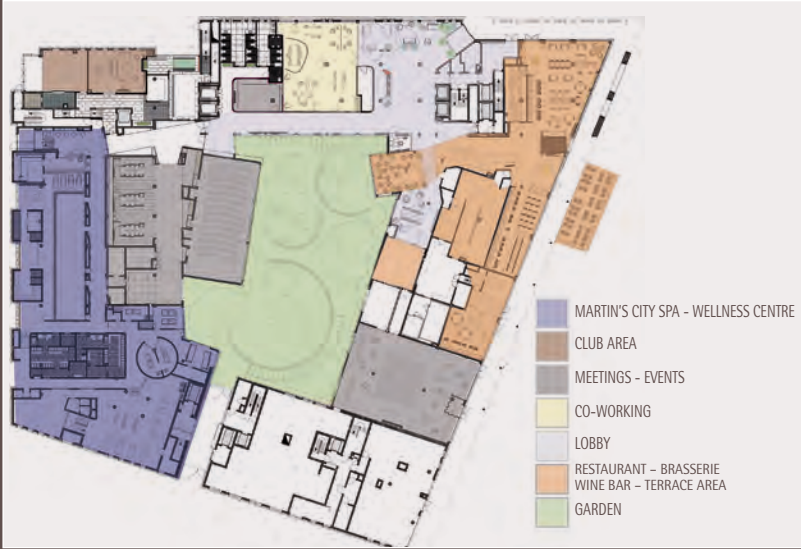 MARTIN'S CITY SPA - WELLNESS CENTRE
CLUB AREA
MEETINGS - EVENTS
CO-WORKING
LOBBY
RESTAURANT – BRASSERIE
WINE BAR – TERRACE AREA
GARDEN